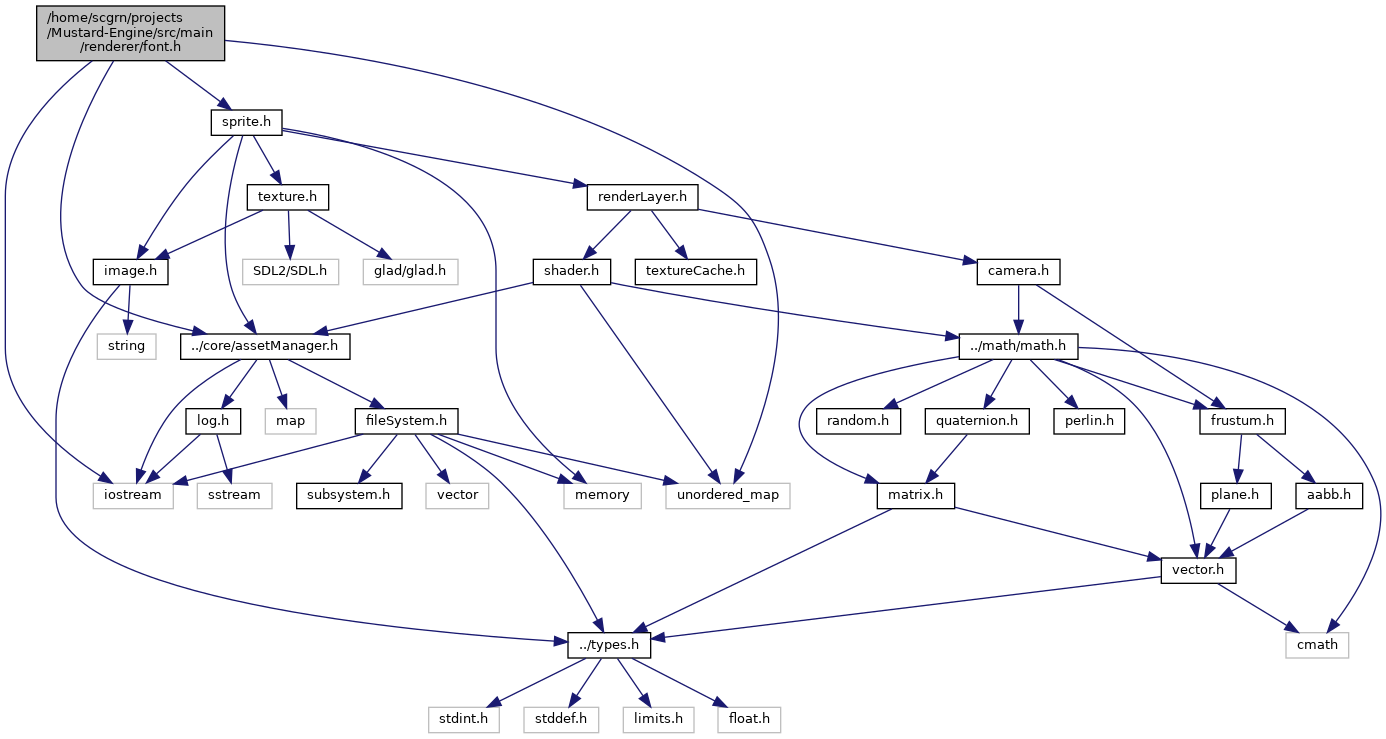 /home/scgrn/projects
/Mustard-Engine/src/main
/renderer/font.h
sprite.h
texture.h
renderLayer.h
image.h
SDL2/SDL.h
glad/glad.h
shader.h
textureCache.h
camera.h
string
../core/assetManager.h
../math/math.h
log.h
map
fileSystem.h
random.h
quaternion.h
perlin.h
frustum.h
iostream
sstream
subsystem.h
vector
memory
unordered_map
matrix.h
plane.h
aabb.h
vector.h
../types.h
cmath
stdint.h
stddef.h
limits.h
float.h